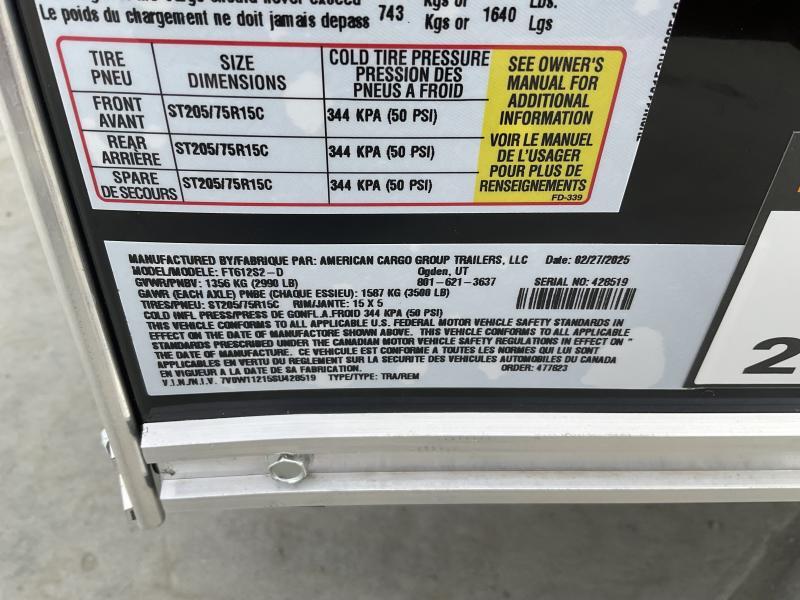 Kgs or Lbs.
Le poids du chargement ne doit jamais depass 743 Kgs or 1640 Lgs
TIRE PNEU
SIZE DIMENSIONS
COLD TIRE PRESSURE PRESSION DES PNEUS A FROID
FRONT AVANT
ST205/75R15C
344 KPA (50 PSI)
REAR ARRIÈRE
ST205/75R15C
344 KPA (50 PSI)
SPARE DE SECOURS
ST205/75R15C
344 KPA (50 PSI)
SEE OWNER'S
MANUAL FOR
ADDITIONAL
INFORMATION
VOIR LE MANUEL
DE L'USAGER
POUR PLUS DE
RENSEIGNEMENTS
FD-339
MANUFACTURED BY/FABRIQUE PAR: AMERICAN CARGO GROUP TRAILERS, LLC Date: 02/27/2025
MODEL/MODELE: FT612S2-D Ogden, UT
GVWR/PNBV: 1356 KG (2990 LB) 801-621-3637 SERIAL NO: 428519
GAWR (EACH AXLE) PNBE (CHAQUE ESSIEU): 1587 KG (3500 LB)
TIRES/PNEU: ST205/75R15C RIM/JANTE: 15 X 5
COLD INFL PRESS/PRESS DE GONFL.A.FROID 344 KPA (50 PSI)
THIS VEHICLE CONFORMS TO ALL APPLICABLE U.S. FEDERAL MOTOR VEHICLE SAFETY STANDARDS IN
EFFECT ON THE DATE OF MANUFACTORE SHOWN ABOVE. THIS VEHICLE CONFORMS TO ALL APPLICABLE
STANDARDS PRESCRIBED UNDER THE CANADIAN MOTOR VEHICLE SAFETY REGULATIONS IN EFFECT ON "
THE DATE OF MANUFACTURE. CE VEHICULE EST CONFORME A TOUTES LES NORMES QUI LUI SONT
APPLICABLES EN VERTU DU REGLEMENT SUR LA SECURITE DES VEHICULES AUTOMOBILES DU CANADA
EN VIGUEUR A LA DATE DE SA FABRICATION. ORDER: 477823
V.I.N./N.I.V. 7V0W11215SU428519 TYPE/TYPE: TRA/REM
2